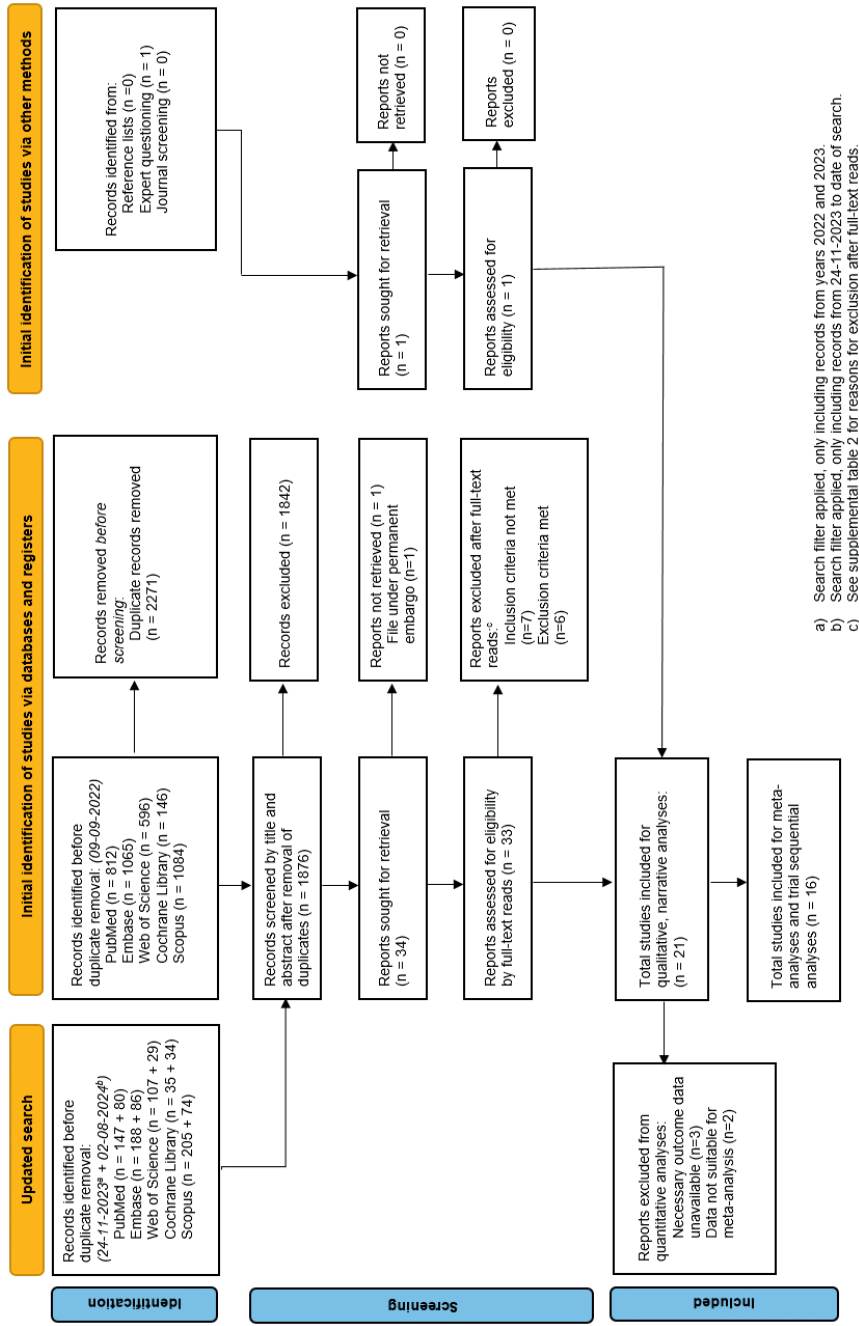 Updated search
Initial identification of studies via databases and registers
Initial identification of studies via other methods
Identification
Records identified before
duplicate removal:
(24-11-2023ᵃ + 02-08-2024ᵇ)
PubMed (n = 147 + 80)
Embase (n = 188 + 86)
Web of Science (n = 107 + 29)
Cochrane Library (n = 35 + 34)
Scopus (n = 205 + 74)
Records identified before
duplicate removal: (09-09-2022)
PubMed (n = 812)
Embase (n = 1065)
Web of Science (n = 596)
Cochrane Library (n = 146)
Scopus (n = 1084)
Records removed before
screening:
Duplicate records removed
(n = 2271)
Records identified from:
Reference lists (n =0)
Expert questioning (n = 1)
Journal screening (n = 0)
Screening
Records screened by title and
abstract after removal of
duplicates (n = 1876)
Records excluded (n = 1842)
Reports sought for retrieval
(n = 34)
Reports not retrieved (n = 1)
File under permanent
embargo (n=1)
Reports sought for retrieval
(n = 1)
Reports not
retrieved (n = 0)
Reports assessed for eligibility
by full-text reads (n = 33)
Reports excluded after full-text
reads:ᶜ
Inclusion criteria not met
(n=7)
Exclusion criteria met
(n=6)
Reports assessed for
eligibility (n = 1)
Reports
excluded (n = 0)
Included
Reports excluded from
quantitative analyses:
Necessary outcome data
unavailable (n=3)
Data not suitable for
meta-analysis (n=2)
Total studies included for
qualitative, narrative analyses:
(n = 21)
Total studies included for meta-
analyses and trial sequential
analyses (n = 16)
a) Search filter applied, only including records from years 2022 and 2023.
b) Search filter applied, only including records from 24-11-2023 to date of search.
c) See supplemental table 2 for reasons for exclusion after full-text reads.